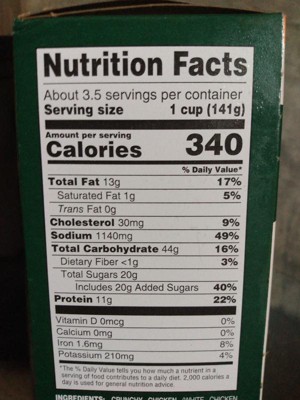 Nutrition Facts
About 3.5 servings per container
Serving size 1 cup (141g)
Amount per serving
Calories 340
% Daily Value*
Total Fat 13g 17%
Saturated Fat 1g 5%
Trans Fat 0g
Cholesterol 30mg 9%
Sodium 1140mg 49%
Total Carbohydrate 44g 16%
Dietary Fiber <1g 3%
Total Sugars 20g
Includes 20g Added Sugars 40%
Protein 11g 22%
Vitamin D 0mcg 0%
Calcium 0mg 0%
Iron 1.6mg 8%
Potassium 210mg 4%
*The % Daily Value tells you how much a nutrient in a
serving of food contributes to a daily diet. 2,000 calories a
day is used for general nutrition advice.
INGREDIENTS: CRUNCHY CHICKEN WHITE CHICKEN